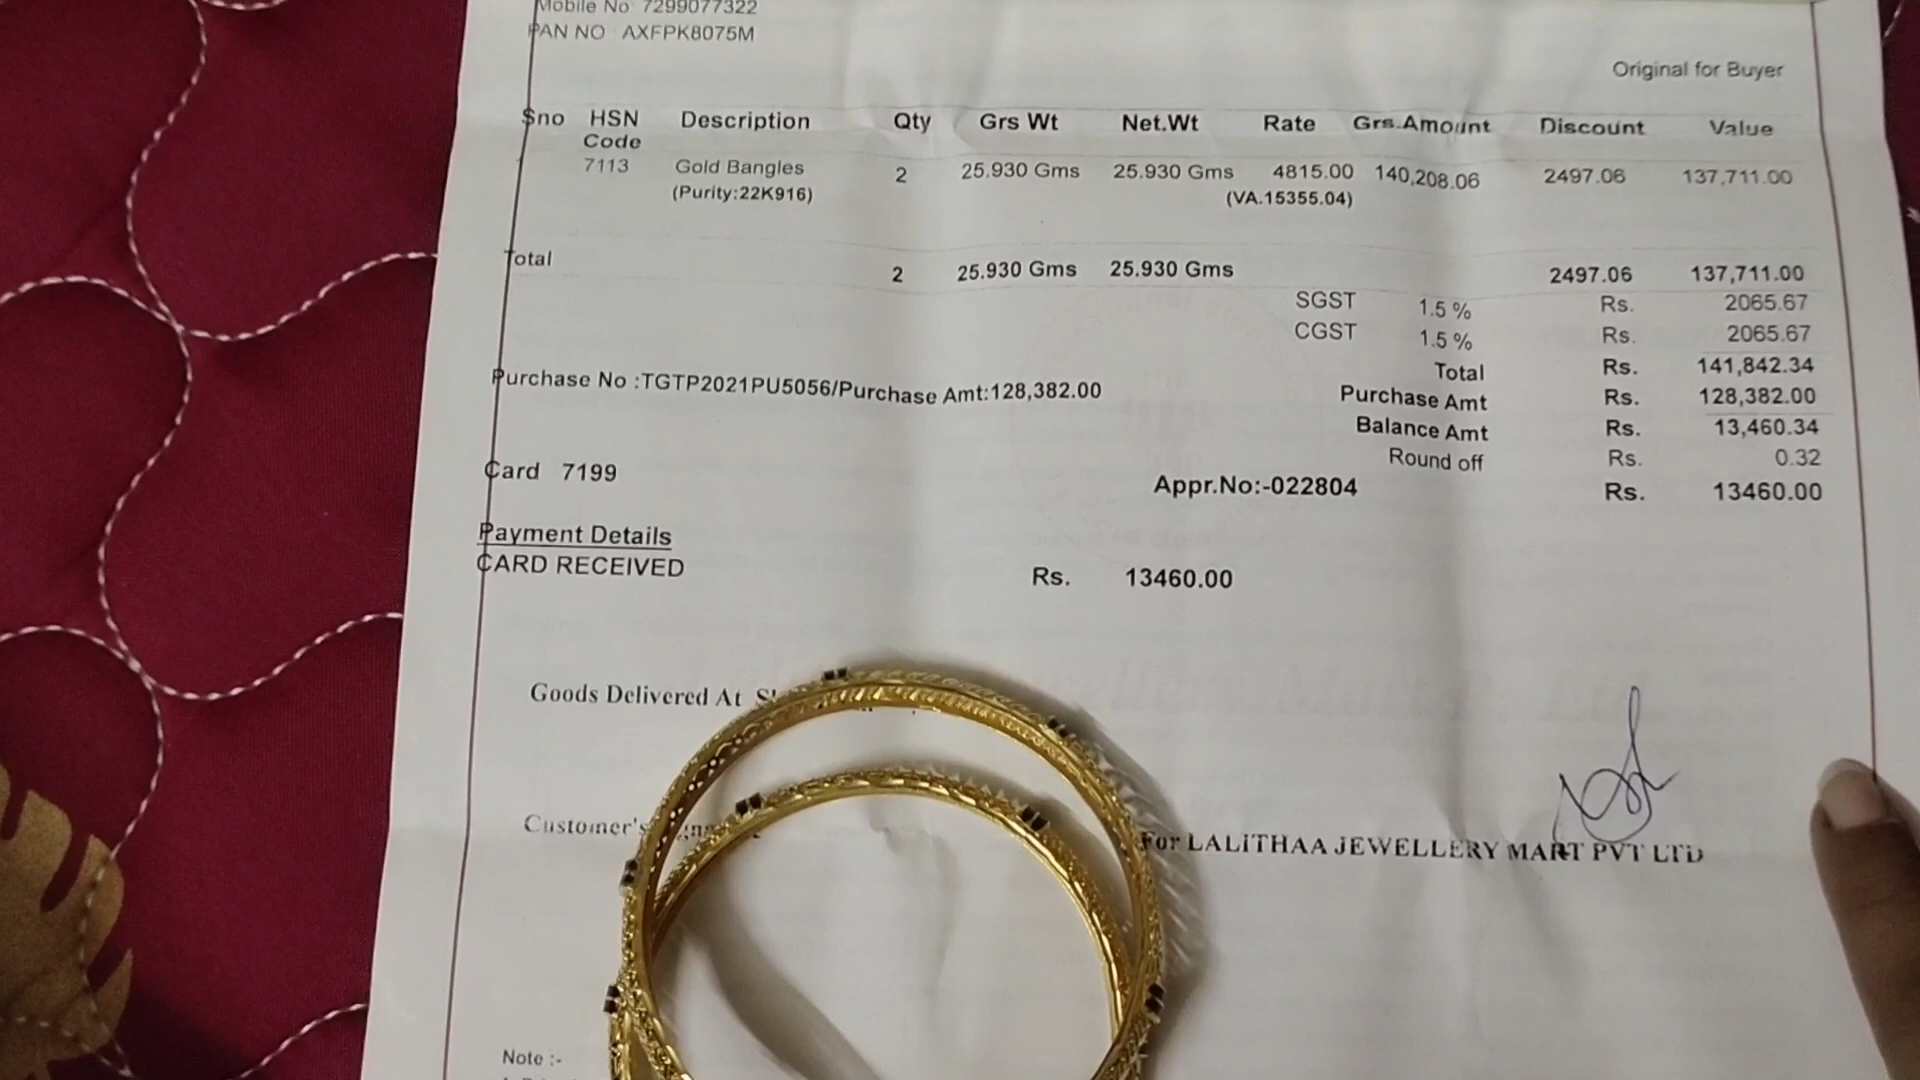 Mobile No 7299077322
PAN NO AXFPK8075M
Original for Buyer
Sno HSN Code Description Qty Grs Wt Net.Wt Rate Grs.Amount Discount Value
7113 Gold Bangles 2 25.930 Gms 25.930 Gms 4815.00 140,208.06 2497.06 137,711.00
(Purity:22K916) (VA.15355.04)
Total 2 25.930 Gms 25.930 Gms 2497.06 137,711.00
SGST 1.5 % Rs. 2065.67
CGST 1.5 % Rs. 2065.67
Total Rs. 141,842.34
Purchase No :TGTP2021PU5056/Purchase Amt:128,382.00 Purchase Amt Rs. 128,382.00
Balance Amt Rs. 13,460.34
Round off Rs. 0.32
Card 7199 Appr.No:-022804 Rs. 13460.00
Payment Details
CARD RECEIVED Rs. 13460.00
Goods Delivered At
Customer's
For LALITHAA JEWELLERY MART PVT LTD
Note :-